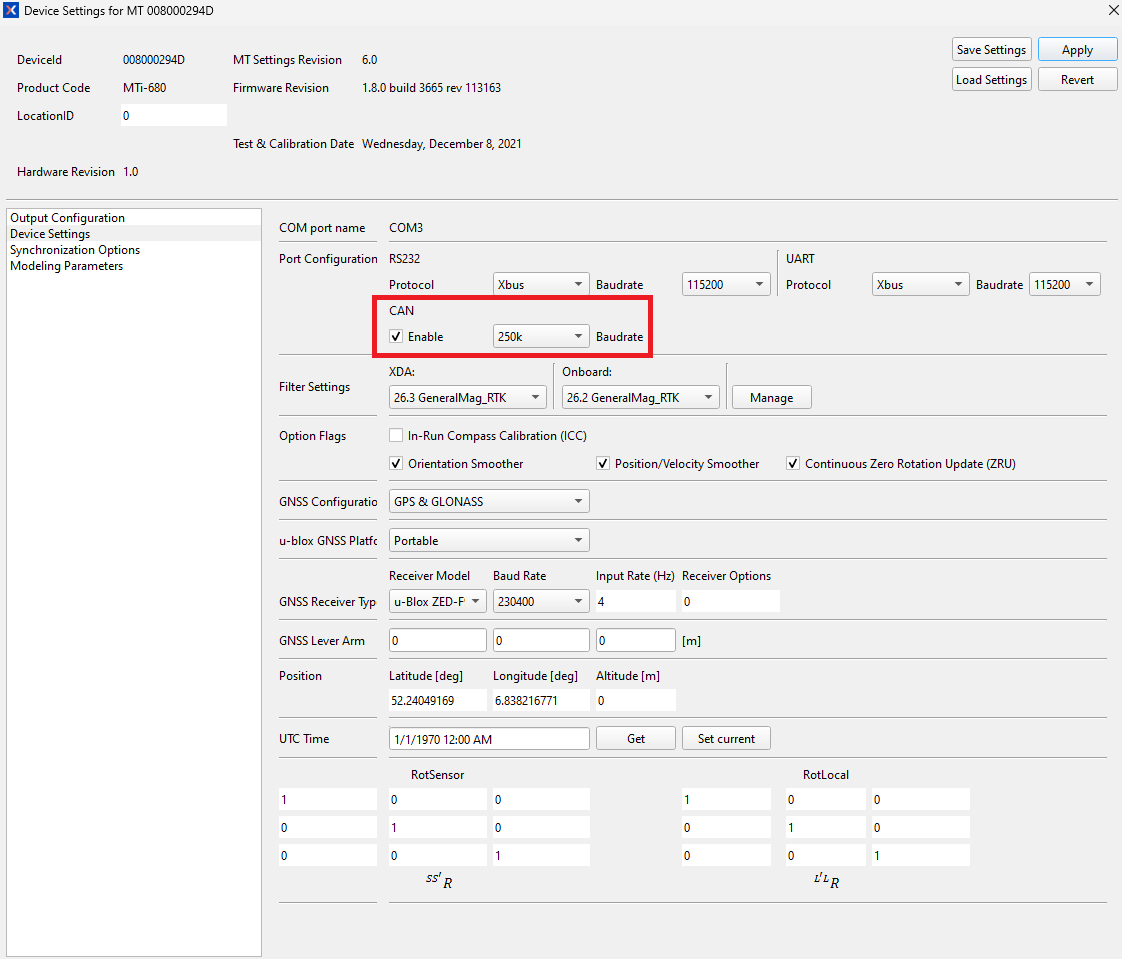 Device Settings for MT 008000294D
Save Settings Apply
DeviceId 008000294D MT Settings Revision 6.0
Load Settings Revert
Product Code MTi-680 Firmware Revision 1.8.0 build 3665 rev 113163
LocationID 0
Test & Calibration Date Wednesday, December 8, 2021
Hardware Revision 1.0
Output Configuration
Device Settings
Synchronization Options
Modeling Parameters
COM port name COM3
Port Configuration RS232 UART
Protocol Xbus Baudrate 115200 Protocol Xbus Baudrate 115200
CAN
Enable 250k Baudrate
Filter Settings XDA: Onboard:
26.3 GeneralMag_RTK 26.2 GeneralMag_RTK Manage
Option Flags In-Run Compass Calibration (ICC)
Orientation Smoother Position/Velocity Smoother Continuous Zero Rotation Update (ZRU)
GNSS Configuratio GPS & GLONASS
u-blox GNSS Platfc Portable
Receiver Model Baud Rate Input Rate (Hz) Receiver Options
GNSS Receiver Typ u-Blox ZED-F 230400 4 0
GNSS Lever Arm 0 0 0 [m]
Position Latitude [deg] Longitude [deg] Altitude [m]
52.24049169 6.838216771 0
UTC Time 1/1/1970 12:00 AM Get Set current
RotSensor RotLocal
1 0 0 1 0 0
0 1 0 0 1 0
0 0 1 0 0 1
SS'R L'LR